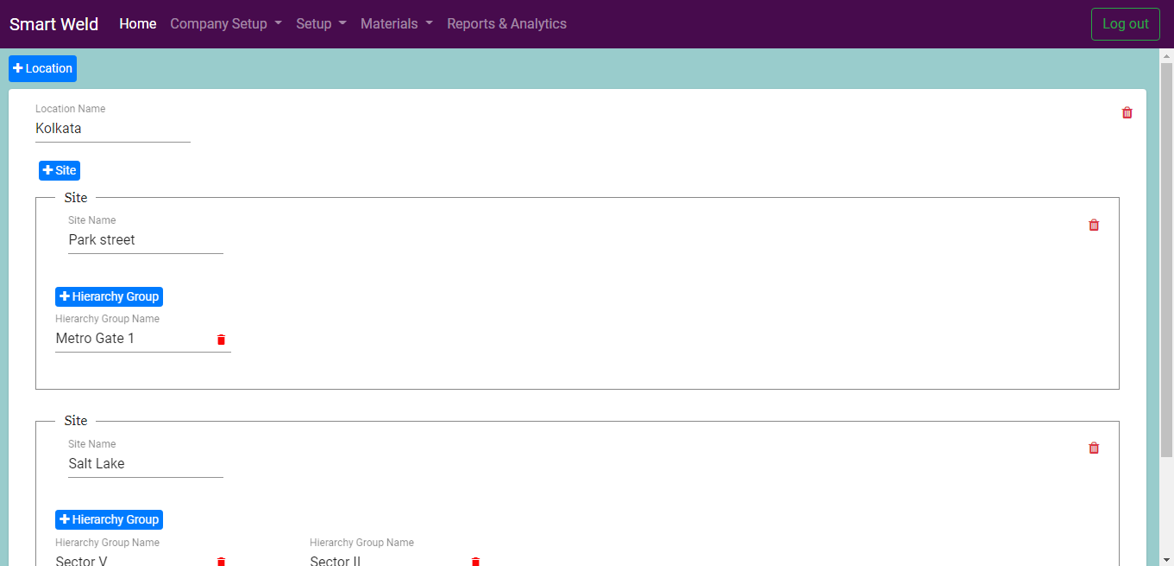 Smart Weld Home Company Setup Setup Materials Reports & Analytics Log out
+ Location
Location Name
Kolkata
+ Site
Site
Site Name
Park street
+ Hierarchy Group
Hierarchy Group Name
Metro Gate 1
Site
Site Name
Salt Lake
+ Hierarchy Group
Hierarchy Group Name Hierarchy Group Name
Sector V Sector II